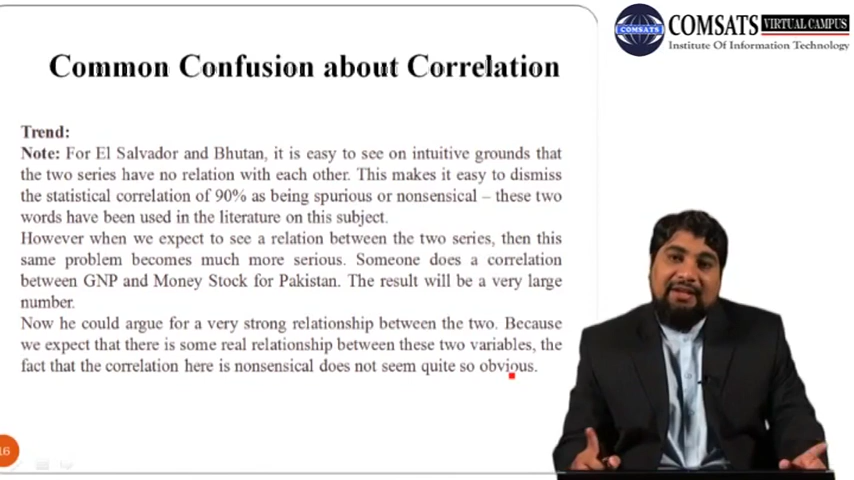 COMSATS VIRTUAL CAMPUS
COMSATS
Institute Of Information Technology
Common Confusion about Correlation
Trend:
Note: For El Salvador and Bhutan, it is easy to see on intuitive grounds that
the two series have no relation with each other. This makes it easy to dismiss
the statistical correlation of 90% as being spurious or nonsensical – these two
words have been used in the literature on this subject.
However when we expect to see a relation between the two series, then this
same problem becomes much more serious. Someone does a correlation
between GNP and Money Stock for Pakistan. The result will be a very large
number.
Now he could argue for a very strong relationship between the two. Because
we expect that there is some real relationship between these two variables, the
fact that the correlation here is nonsensical does not seem quite so obvious.
16